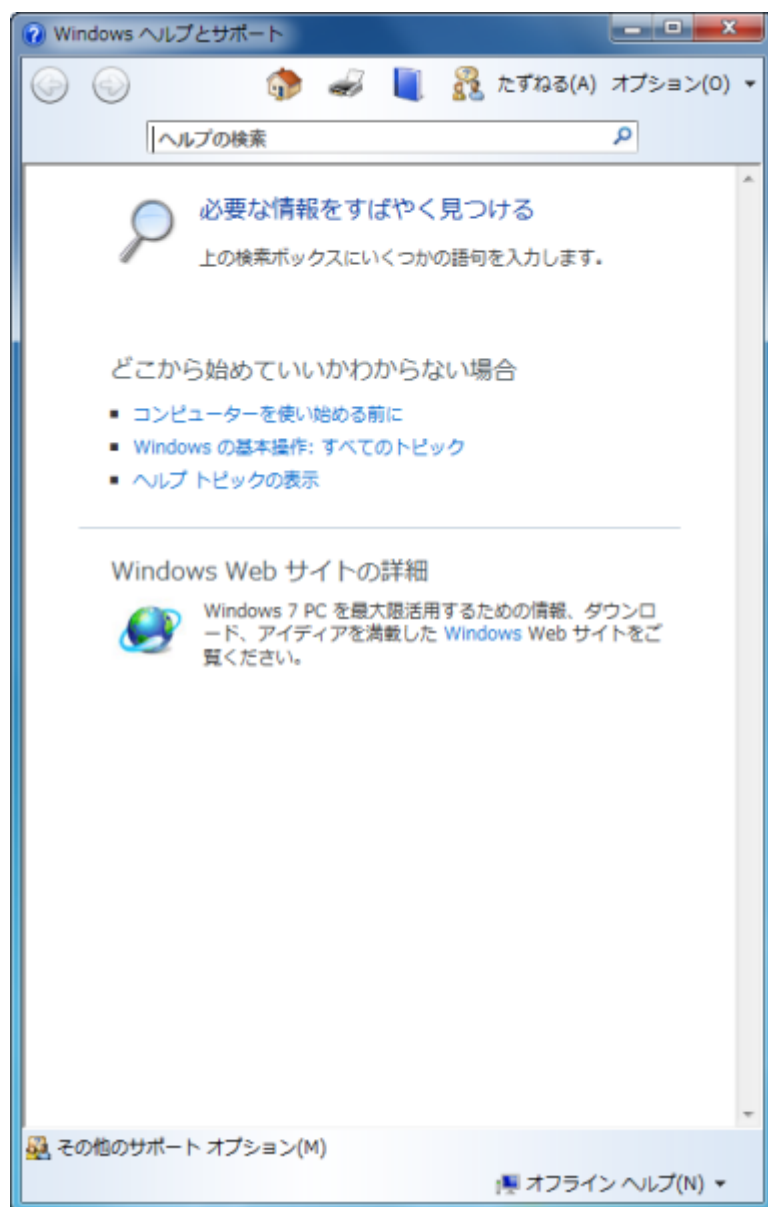 Windows ヘルプとサポート
たずねる(A) オプション(O)
ヘルプの検索
必要な情報をすばやく見つける
上の検索ボックスにいくつかの語句を入力します。
どこから始めていいかわからない場合
コンピューターを使い始める前に
Windows の基本操作: すべてのトピック
ヘルプ トピックの表示
Windows Web サイトの詳細
Windows 7 PC を最大限活用するための情報、ダウンロ
ード、アイディアを満載した Windows Web サイトをご
覧ください。
その他のサポート オプション(M)
オフライン ヘルプ(N)